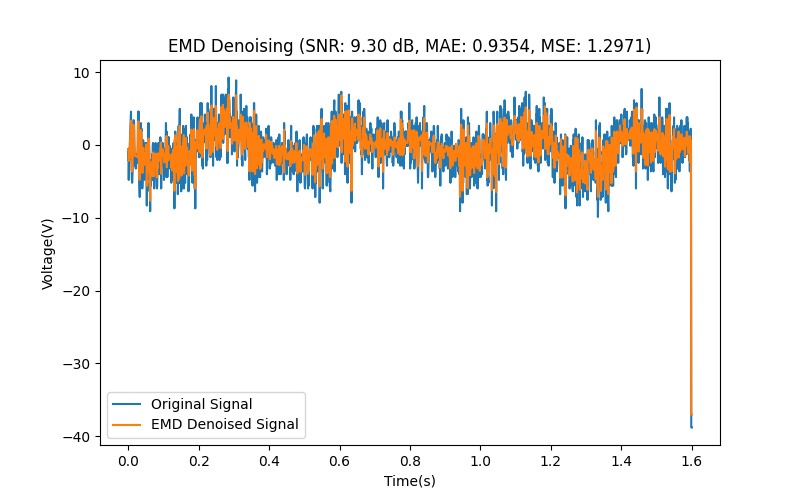 EMD Denoising (SNR: 9.30 dB, MAE: 0.9354, MSE: 1.2971)
10
0
−10
−20
−30
−40
Voltage(V)
Original Signal
EMD Denoised Signal
0.0 0.2 0.4 0.6 0.8 1.0 1.2 1.4 1.6
Time(s)